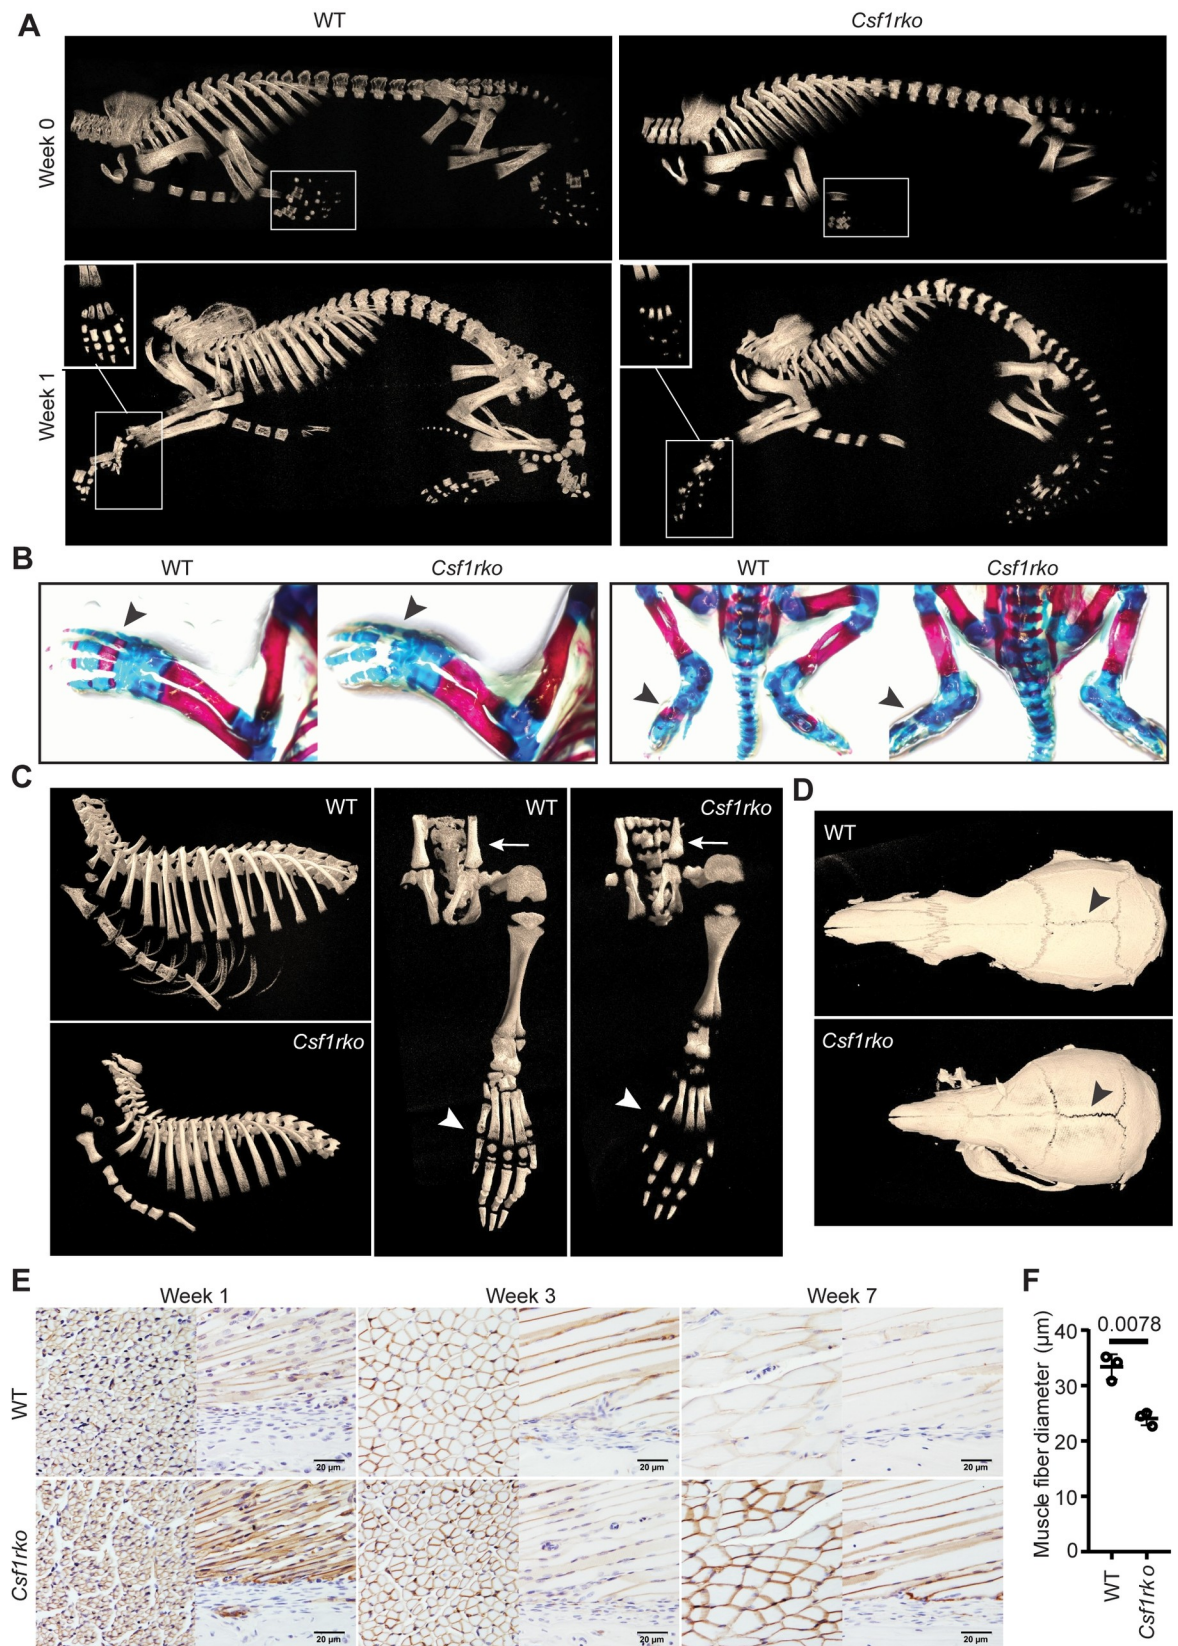 A
WT
Csf1rko
Week 0
Week 1
B
WT
Csf1rko
WT
Csf1rko
C
D
WT
WT
Csf1rko
WT
Csf1rko
Csf1rko
E
F
Week 1
Week 3
Week 7
WT
20 µm
20 µm
20 µm
Csf1rko
20 µm
20 µm
20 µm
0.0078
Muscle fiber diameter (µm)
40
30
20
10
0
WT
Csf1rko